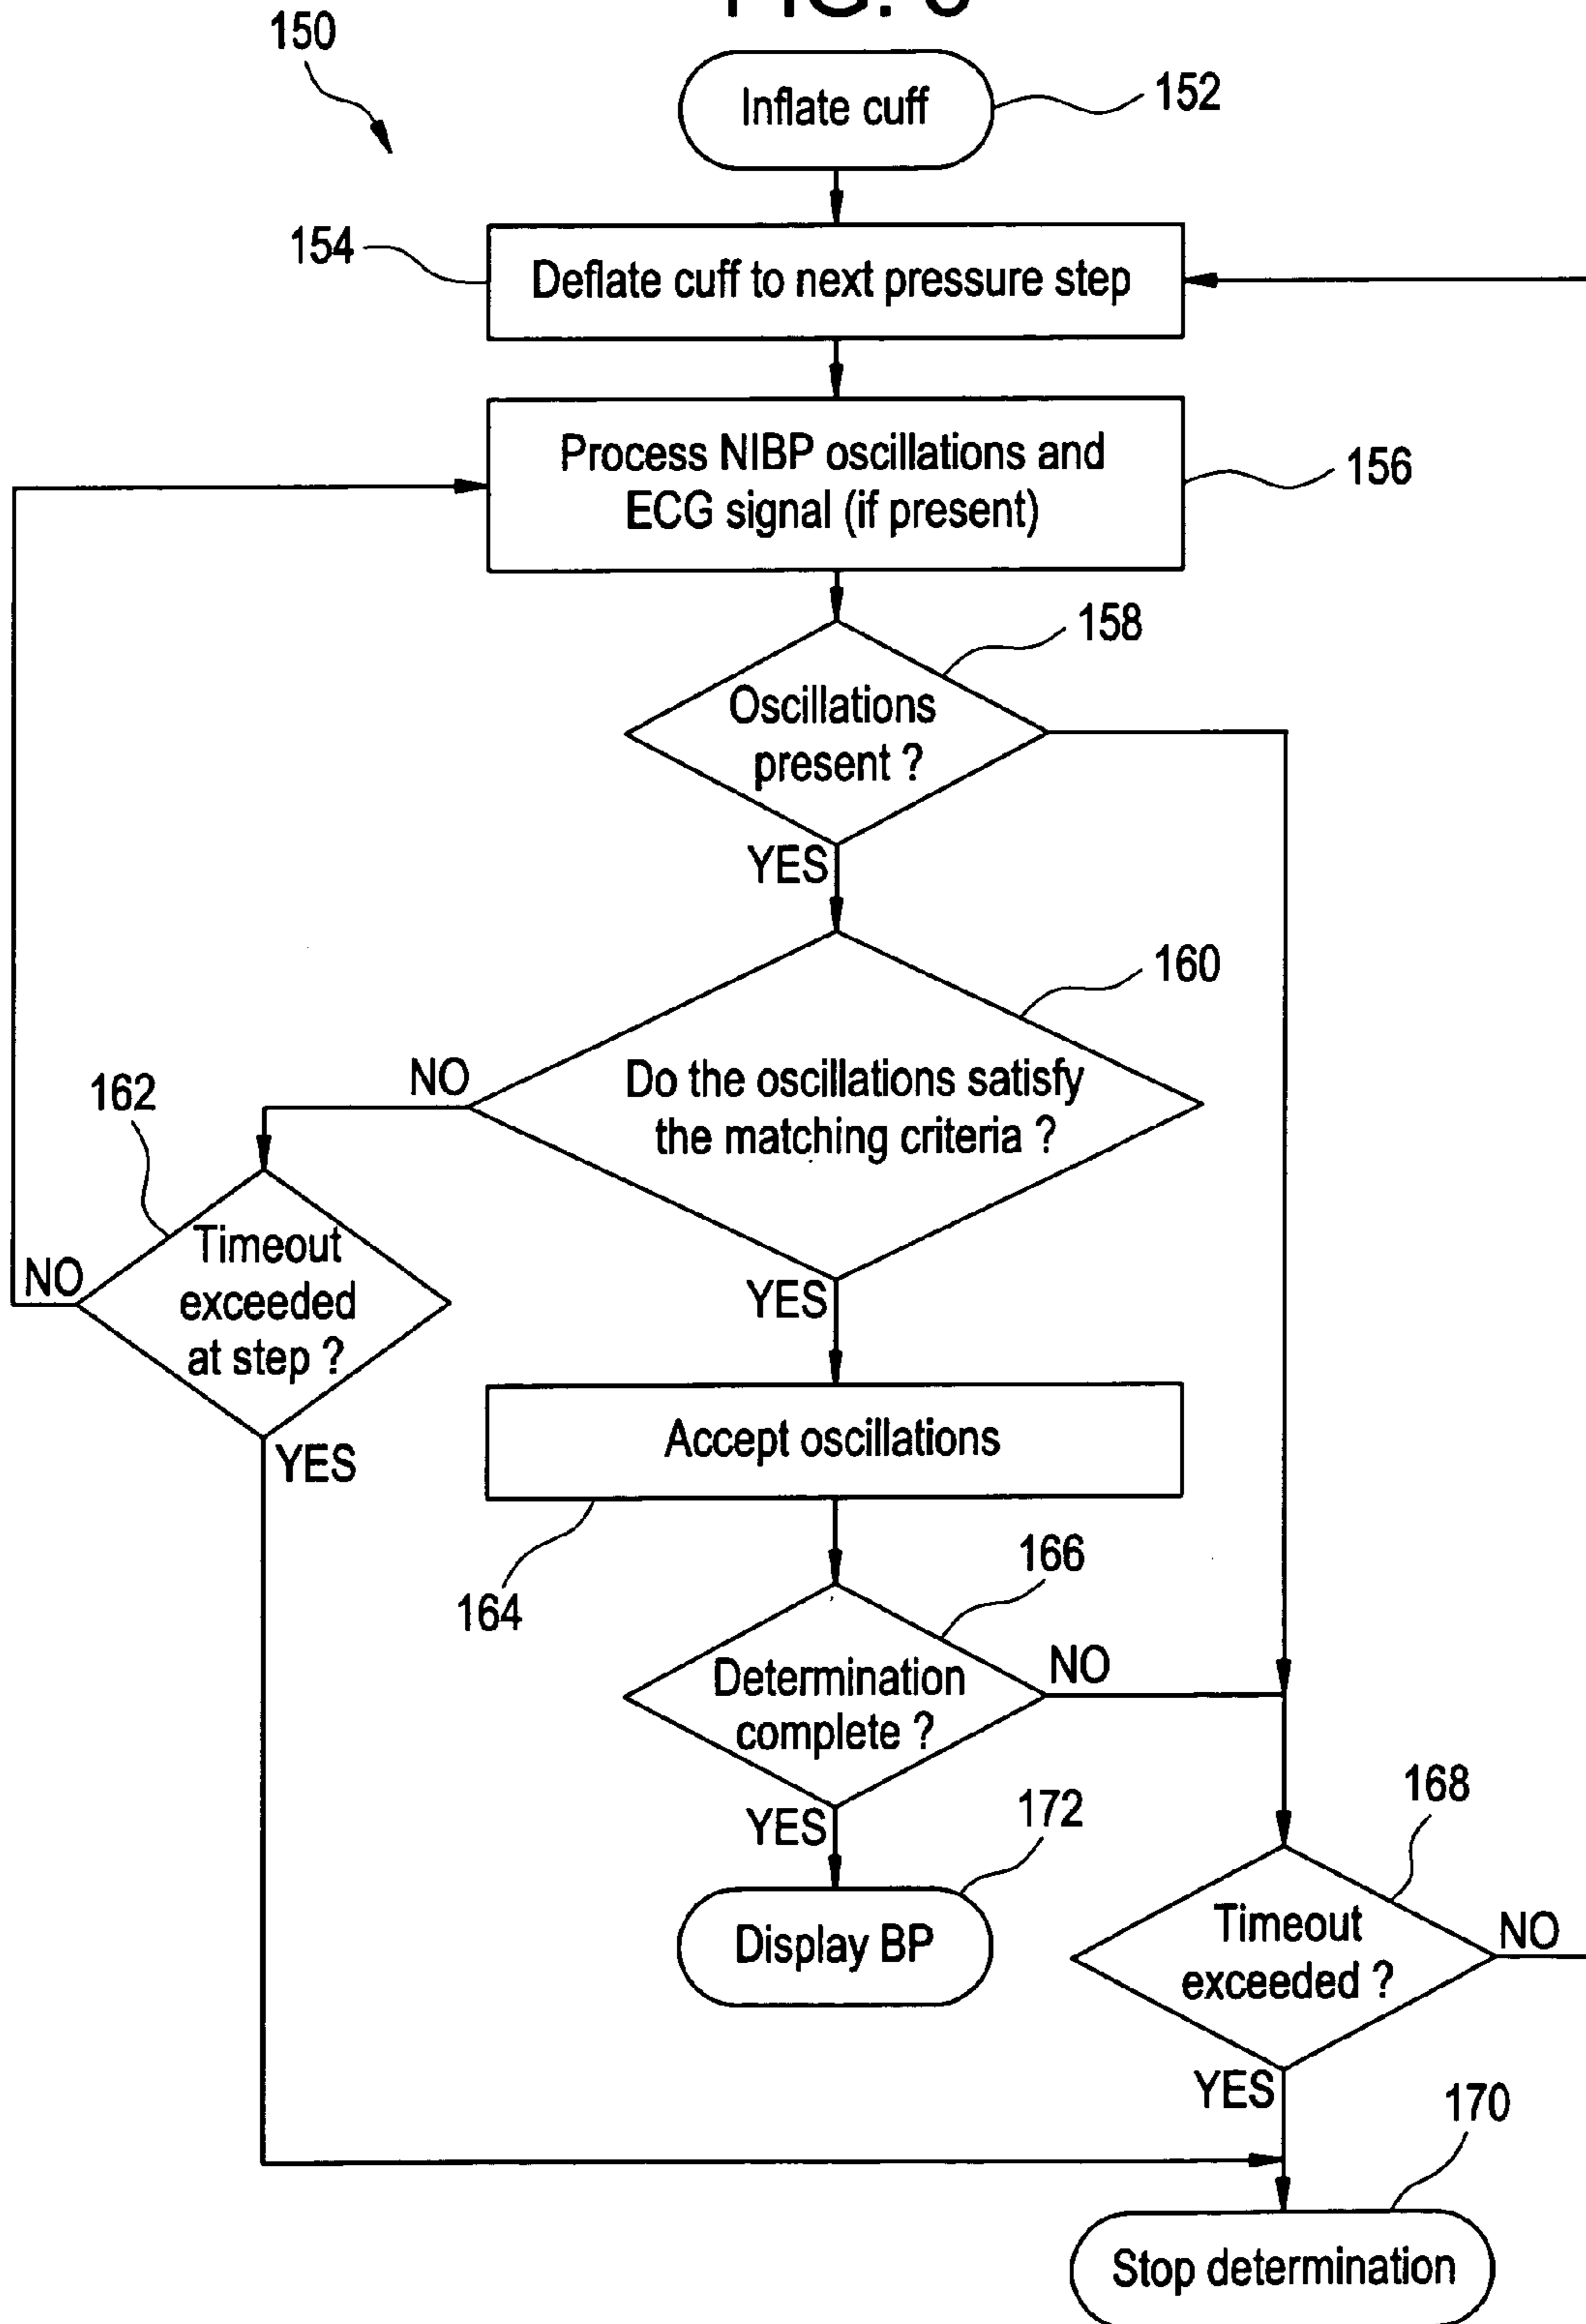 150
Inflate cuff
152
154
Deflate cuff to next pressure step
Process NIBP oscillations and
ECG signal (if present)
156
158
Oscillations
present ?
YES
160
NO
Do the oscillations satisfy
the matching criteria ?
162
Timeout
exceeded
at step ?
NO
YES
YES
Accept oscillations
164
166
Determination
complete ?
NO
YES
172
168
Display BP
Timeout
exceeded ?
NO
YES
170
Stop determination